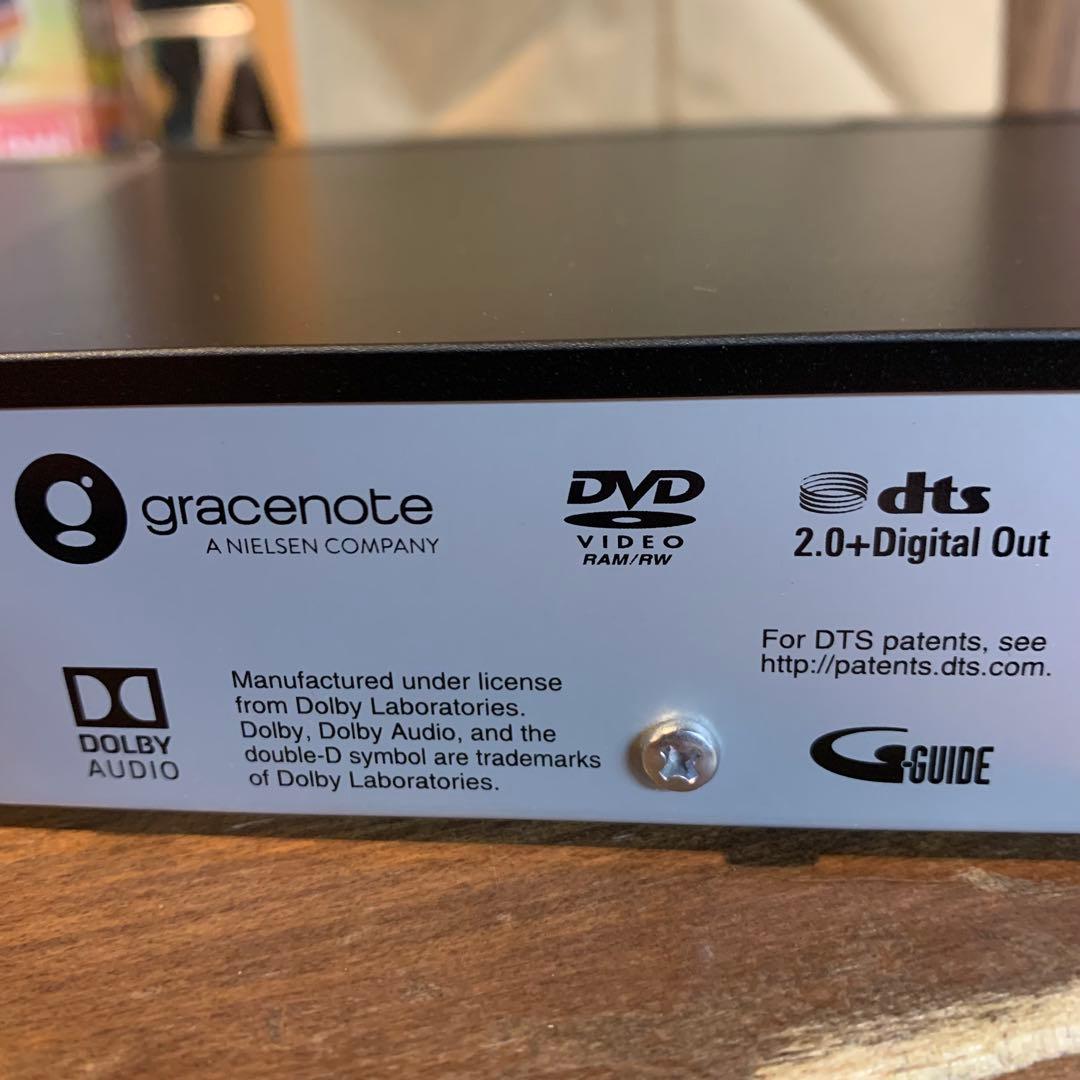 gracenote
A NIELSEN COMPANY
DVD
VIDEO
RAM/RW
dts
2.0+Digital Out
For DTS patents, see
http://patents.dts.com.
DOLBY
AUDIO
Manufactured under license
from Dolby Laboratories.
Dolby, Dolby Audio, and the
double-D symbol are trademarks
of Dolby Laboratories.
G-GUIDE